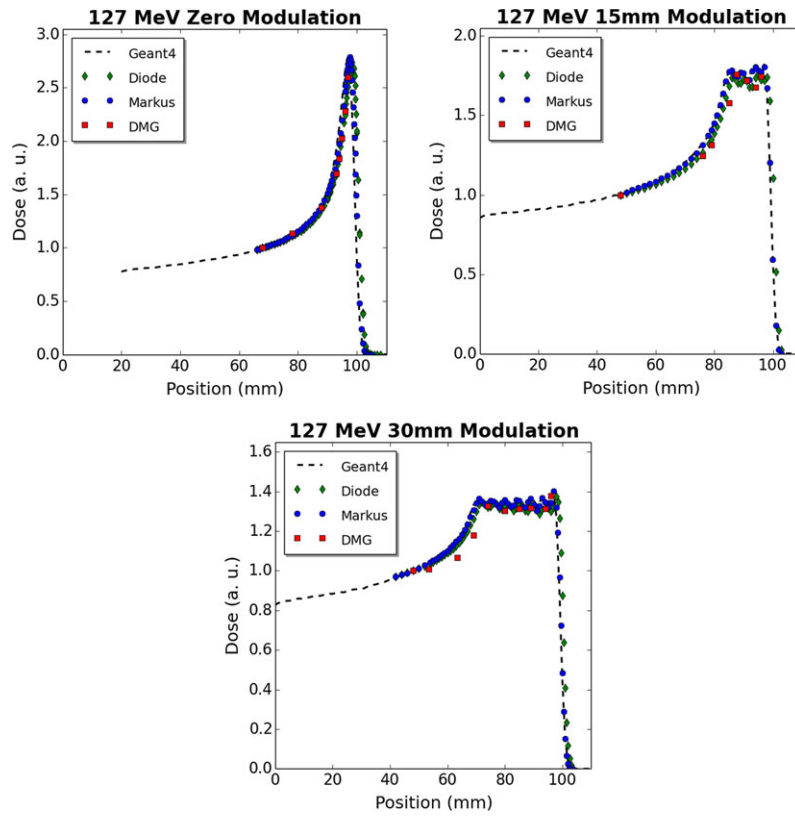 127 MeV Zero Modulation
3.0
2.5
2.0
1.5
1.0
0.5
0.0
Dose (a. u.)
Geant4
Diode
Markus
DMG
0 20 40 60 80 100
Position (mm)
127 MeV 15mm Modulation
2.0
1.5
1.0
0.5
0.0
Dose (a. u.)
Geant4
Diode
Markus
DMG
0 20 40 60 80 100
Position (mm)
127 MeV 30mm Modulation
1.6
1.4
1.2
1.0
0.8
0.6
0.4
0.2
0.0
Dose (a. u.)
Geant4
Diode
Markus
DMG
0 20 40 60 80 100
Position (mm)